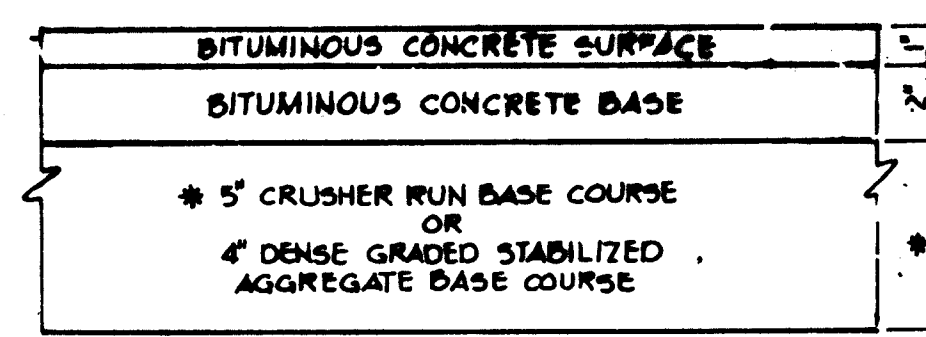 BITUMINOUS CONCRETE SURFACE
BITUMINOUS CONCRETE BASE
* 5" CRUSHER RUN BASE COURSE
OR
4" DENSE GRADED STABILIZED
AGGREGATE BASE COURSE
*